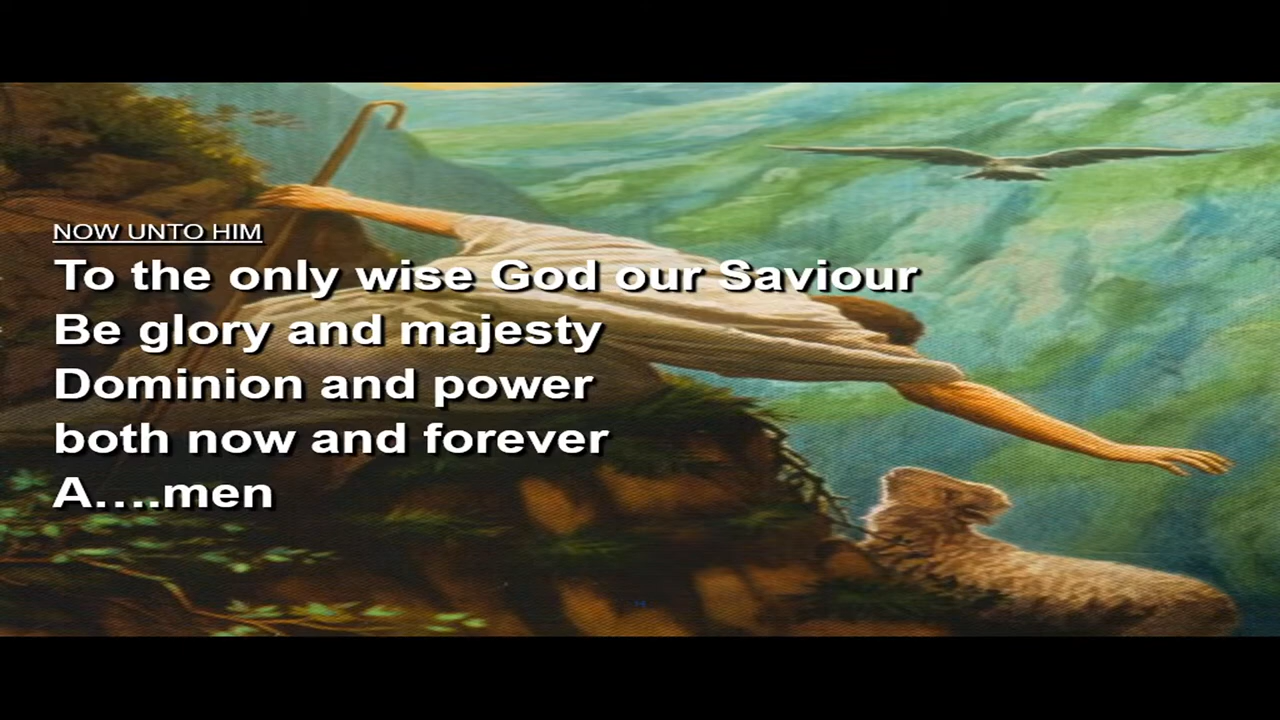 NOW UNTO HIM
To the only wise God our Saviour
Be glory and majesty
Dominion and power
both now and forever
A....men